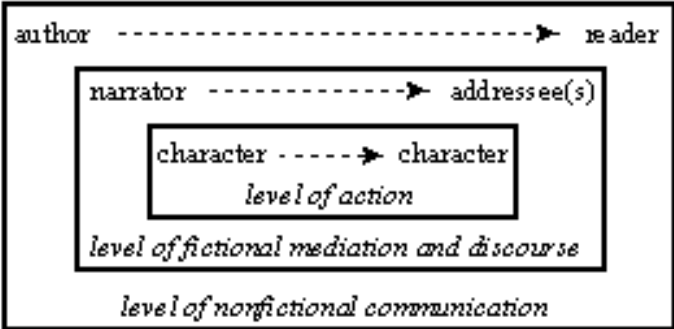 author reader
narrator addressee(s)
character character
level of action
level of fictional mediation and discourse
level of nonfictional communication